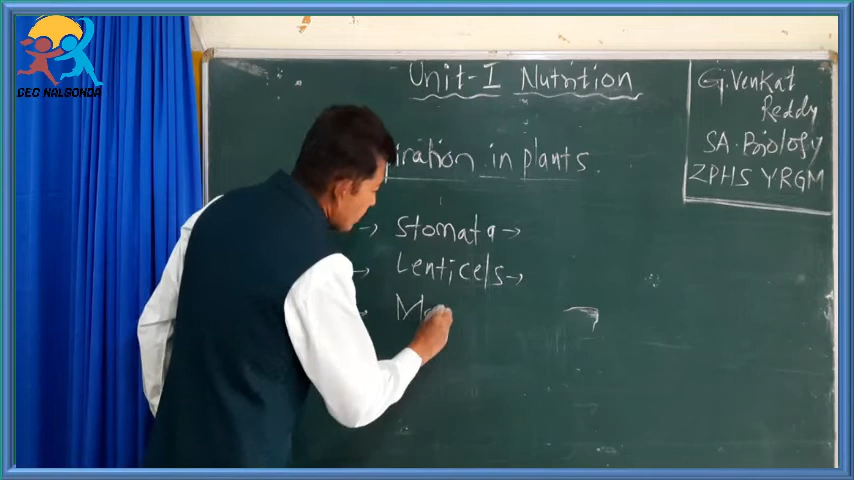 DEO NALGONDA
Unit-I Nutrition
G.Venkat
Reddy
SA. Biology
ZPHS YRGM
iration in plants.
→ Stomata →
→ Lenticels →